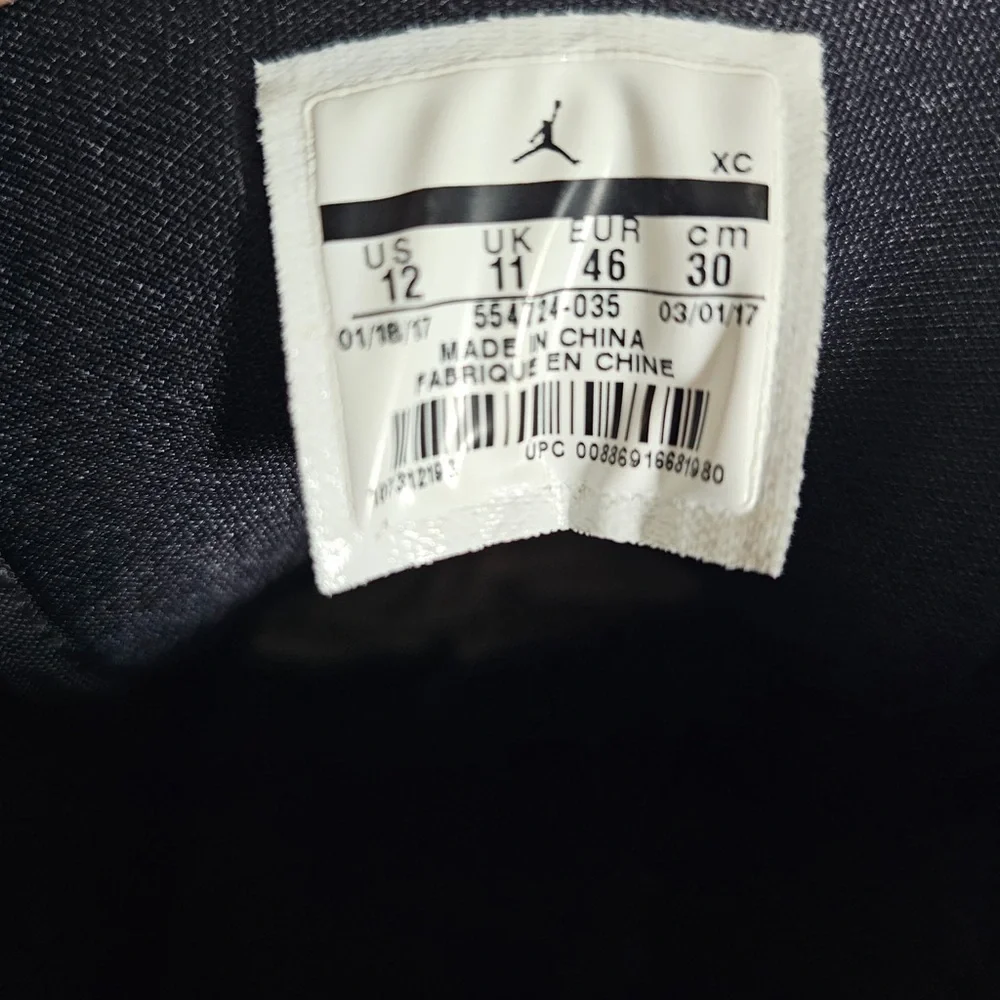 XC
US UK EUR cm
12 11 46 30
01/18/17 554724-035 03/01/17
MADE IN CHINA
FABRIQUE EN CHINE
UPC 00886916681980